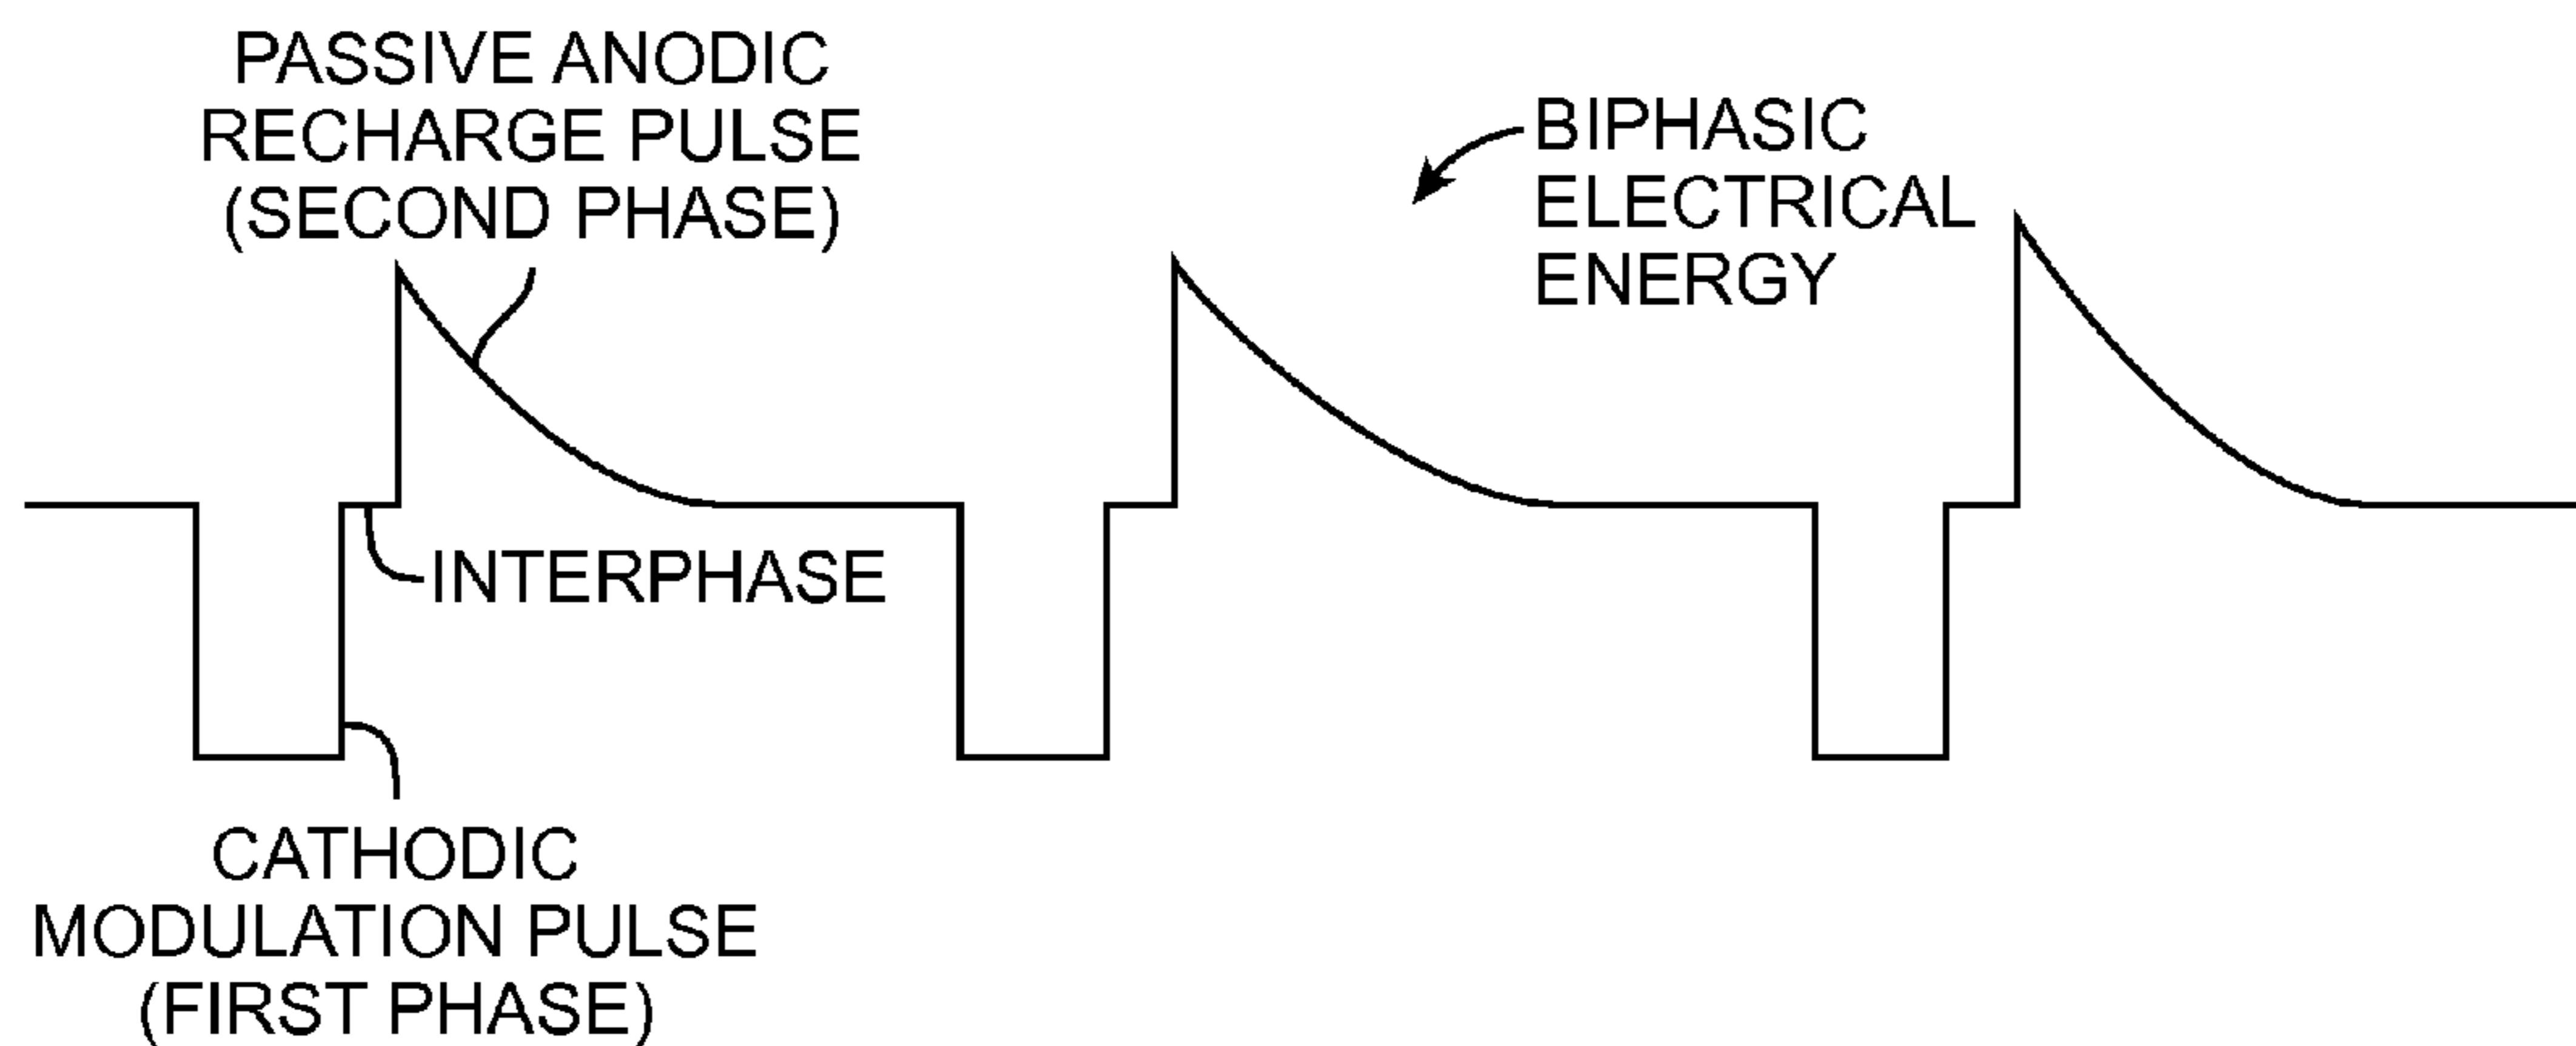 PASSIVE ANODIC
RECHARGE PULSE
(SECOND PHASE)
BIPHASIC
ELECTRICAL
ENERGY
INTERPHASE
CATHODIC
MODULATION PULSE
(FIRST PHASE)